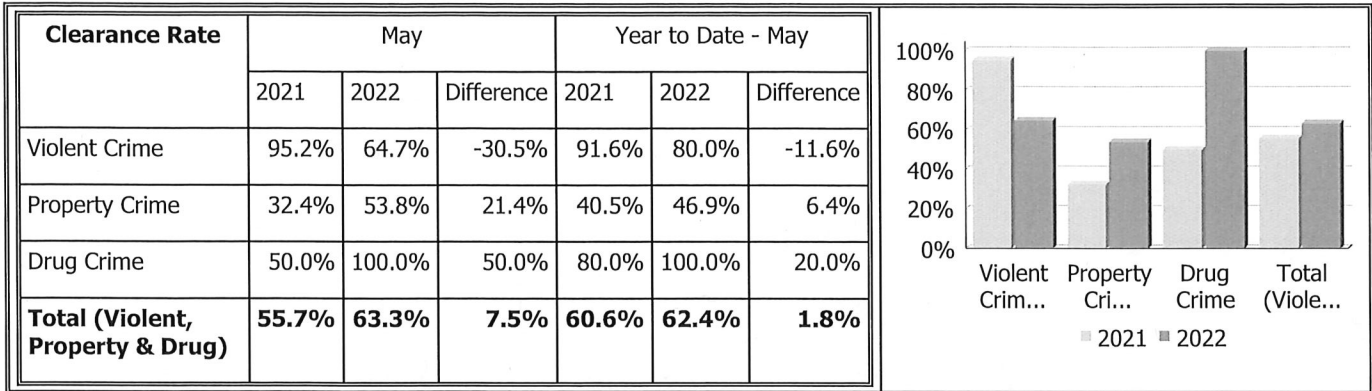 Clearance Rate May Year to Date - May
2021 2022 Difference 2021 2022 Difference
Violent Crime 95.2% 64.7% -30.5% 91.6% 80.0% -11.6%
Property Crime 32.4% 53.8% 21.4% 40.5% 46.9% 6.4%
Drug Crime 50.0% 100.0% 50.0% 80.0% 100.0% 20.0%
Total (Violent, 55.7% 63.3% 7.5% 60.6% 62.4% 1.8%
Property & Drug)
100%
80%
60%
40%
20%
0%
Violent Property Drug Total
Crim... Cri... Crime (Viole...
2021 2022